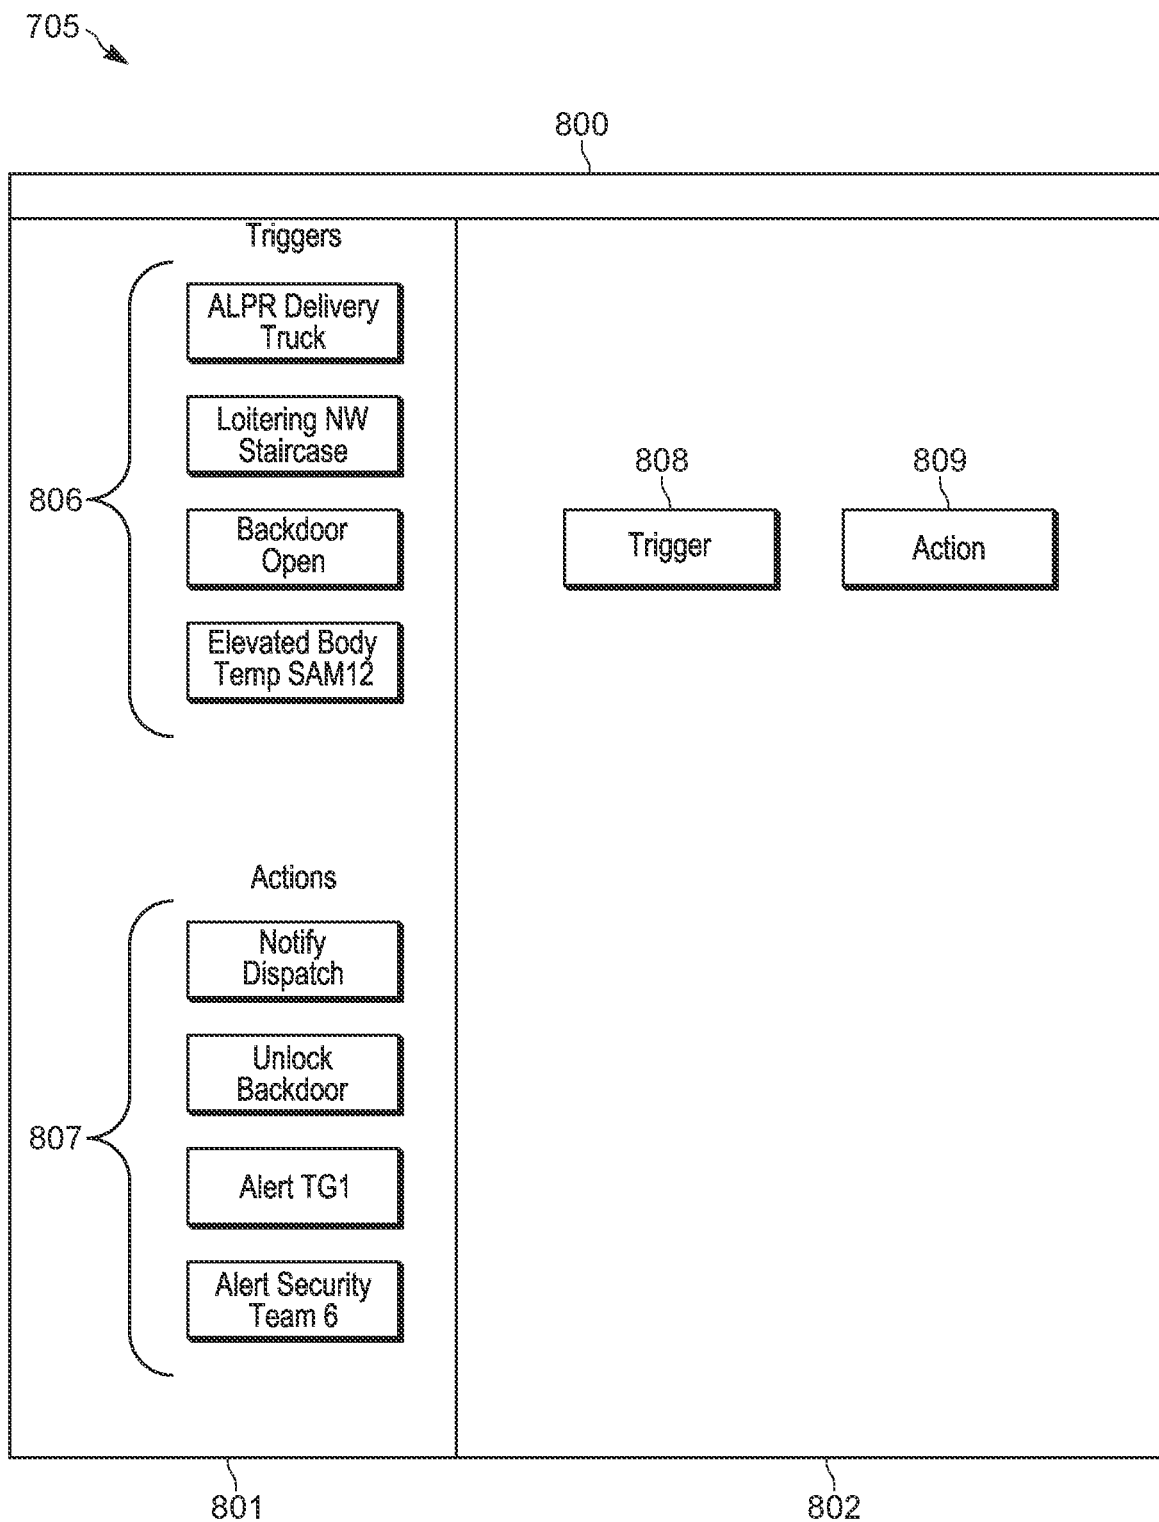 705
800
Triggers
ALPR Delivery
Truck
Loitering NW
Staircase
806
Backdoor
Open
Elevated Body
Temp SAM12
808
809
Trigger
Action
Actions
Notify
Dispatch
Unlock
Backdoor
807
Alert TG1
Alert Security
Team 6
801
802